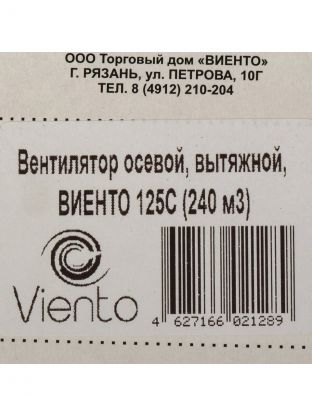 ООО Торговый дом «ВИЕНТО»
Г. РЯЗАНЬ, ул. ПЕТРОВА, 10Г
ТЕЛ. 8 (4912) 210-204
Вентилятор осевой, вытяжной,
ВИЕНТО 125С (240 м3)
Viento
4 627166 021289